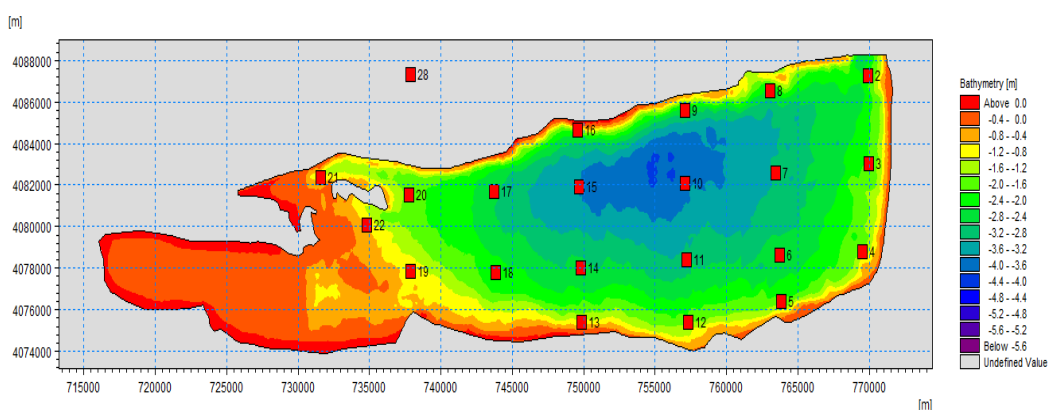 [m]
4088000
4086000
4084000
4082000
4080000
4078000
4076000
4074000
28
2
8
9
16
3
7
21
15
10
17
20
22
4
6
11
14
19
18
5
13
12
715000 720000 725000 730000 735000 740000 745000 750000 755000 760000 765000 770000
[m]
Bathymetry [m]
Above 0.0
-0.4 - 0.0
-0.8 - -0.4
-1.2 - -0.8
-1.6 - -1.2
-2.0 - -1.6
-2.4 - -2.0
-2.8 - -2.4
-3.2 - -2.8
-3.6 - -3.2
-4.0 - -3.6
-4.4 - -4.0
-4.8 - -4.4
-5.2 - -4.8
-5.6 - -5.2
Below -5.6
Undefined Value